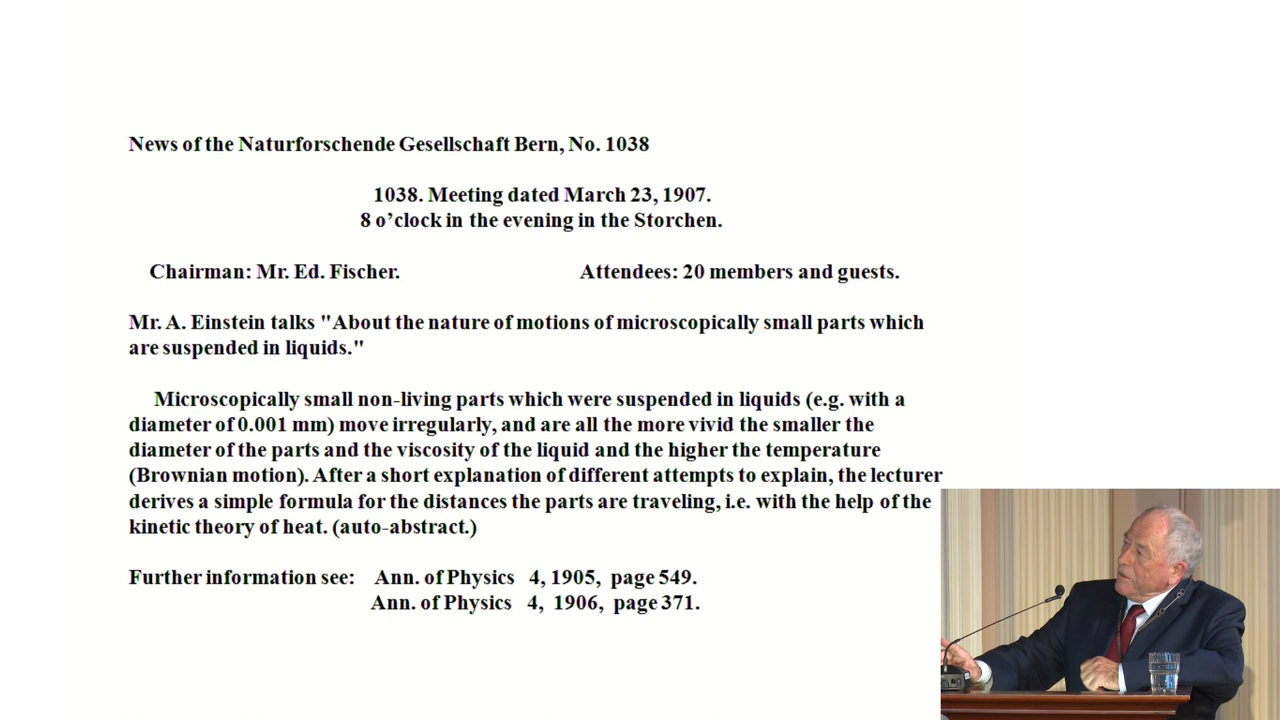 News of the Naturforschende Gesellschaft Bern, No. 1038
1038. Meeting dated March 23, 1907.
8 o’clock in the evening in the Storchen.
Chairman: Mr. Ed. Fischer. Attendees: 20 members and guests.
Mr. A. Einstein talks "About the nature of motions of microscopically small parts which
are suspended in liquids."
Microscopically small non-living parts which were suspended in liquids (e.g. with a
diameter of 0.001 mm) move irregularly, and are all the more vivid the smaller the
diameter of the parts and the viscosity of the liquid and the higher the temperature
(Brownian motion). After a short explanation of different attempts to explain, the lecturer
derives a simple formula for the distances the parts are traveling, i.e. with the help of the
kinetic theory of heat. (auto-abstract.)
Further information see: Ann. of Physics 4, 1905, page 549.
Ann. of Physics 4, 1906, page 371.